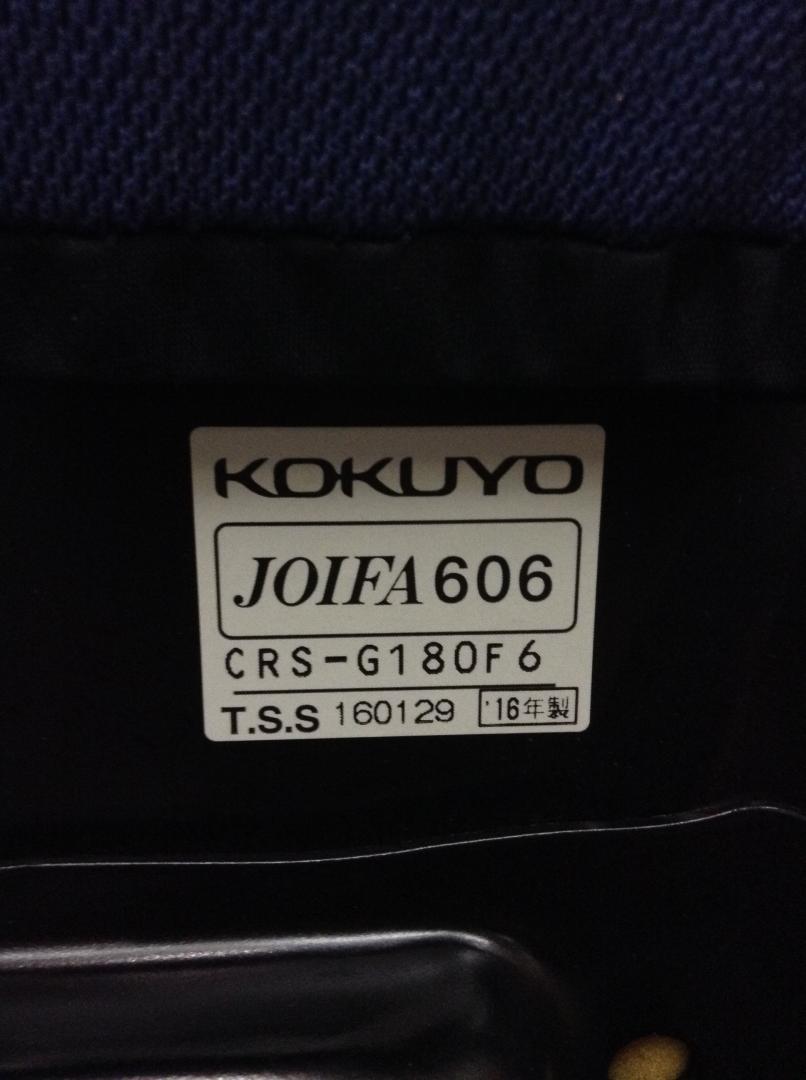 KOKUYO
JOIFA 606
CRS-G180F6
T.S.S 160129 '16年製